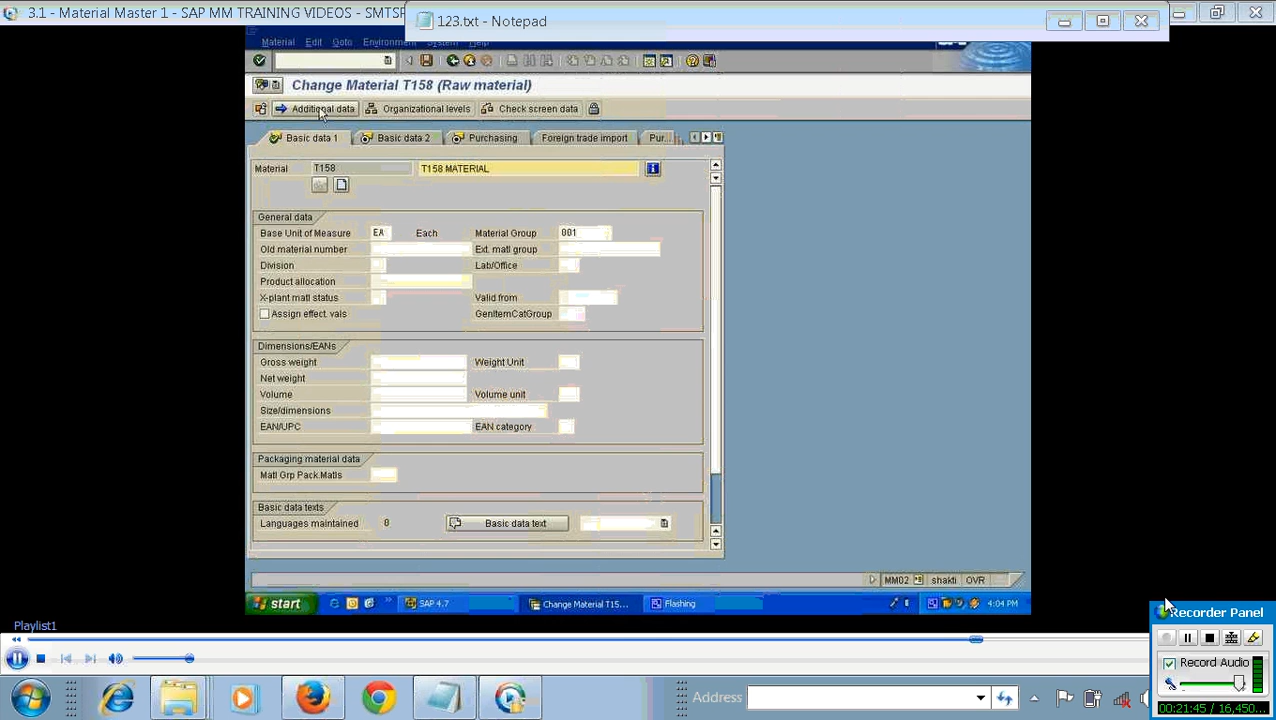 3.1 - Material Master 1 - SAP MM TRAINING VIDEOS - SMTSF
123.txt - Notepad
Material Edit Goto Environment System Help
Change Material T158 (Raw material)
Additional data Organizational levels Check screen data
Basic data 1 Basic data 2 Purchasing Foreign trade import Pur...
Material T158 T158 MATERIAL
General data
Base Unit of Measure EA Each Material Group 001
Old material number Ext. matl group
Division Lab/Office
Product allocation
X-plant matl status Valid from
Assign effect. vals GenItemCatGroup
Dimensions/EANs
Gross weight Weight Unit
Net weight
Volume Volume unit
Size/dimensions
EAN/UPC EAN category
Packaging material data
Matl Grp Pack.Matls
Basic data texts
Languages maintained 0 Basic data text
MM02 shakti OVR
start SAP 4.7 Change Material T15... Flashing 4:04 PM
Playlist1
Recorder Panel
Record Audio
00:21:45 / 16,450...
Address